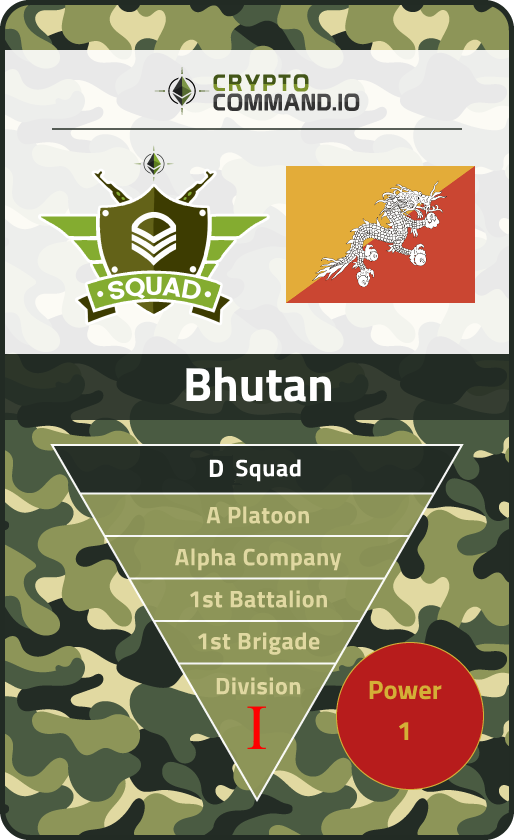 CRYPTO
COMMAND.IO
· SQUAD ·
Bhutan
D Squad
A Platoon
Alpha Company
1st Battalion
1st Brigade
Division
I
Power
1